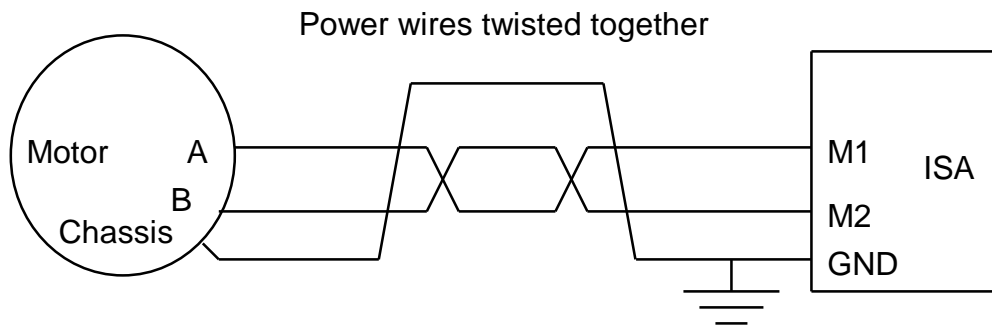 Power wires twisted together
Motor A
B
Chassis
M1
ISA
M2
GND